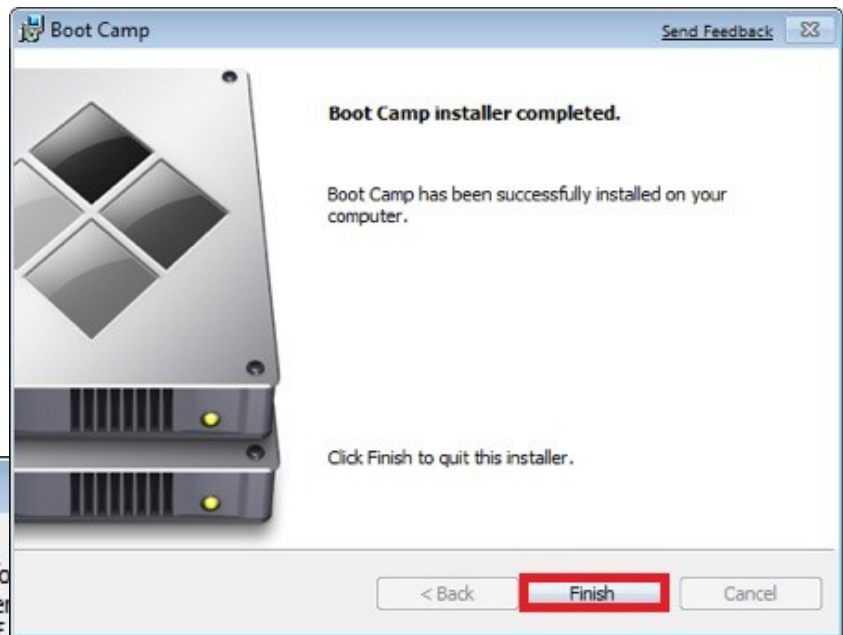 Boot Camp
Send Feedback
Boot Camp installer completed.
Boot Camp has been successfully installed on your
computer.
Click Finish to quit this installer.
< Back
Finish
Cancel